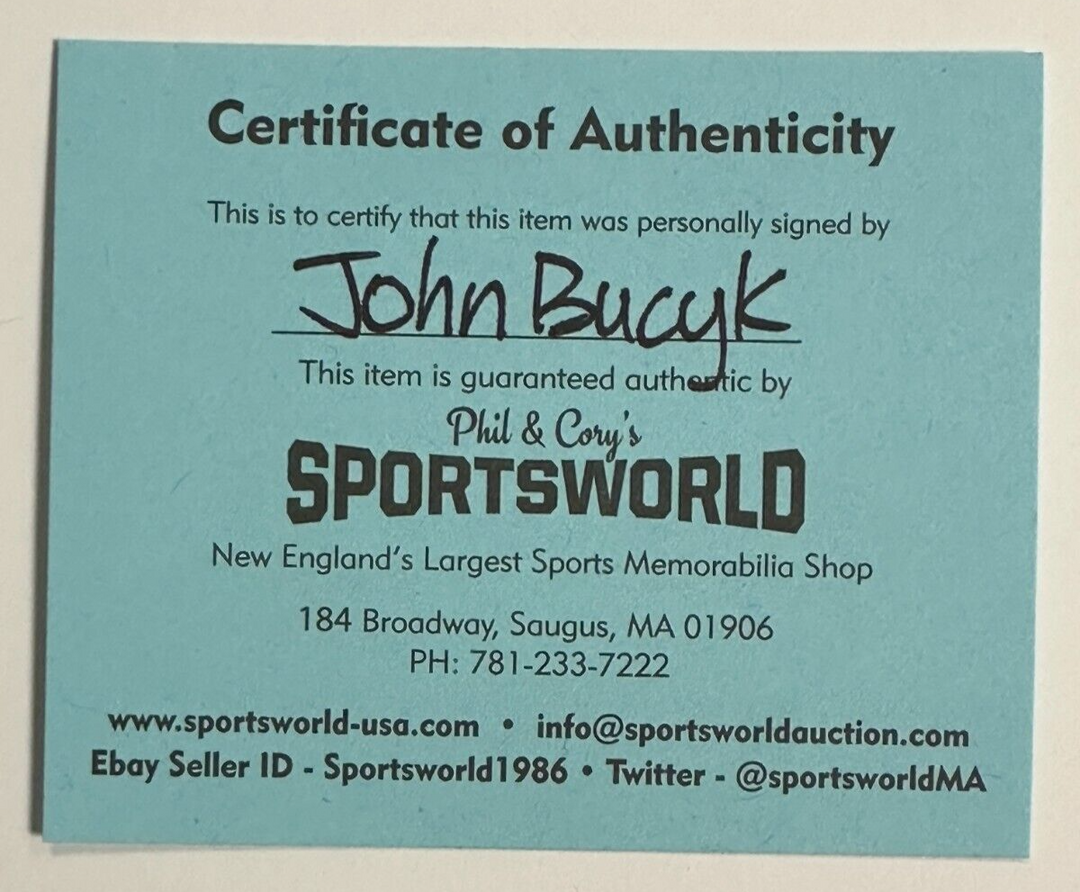 Certificate of Authenticity
This is to certify that this item was personally signed by
John Bucyk
This item is guaranteed authentic by
Phil & Cory's
SPORTSWORLD
New England's Largest Sports Memorabilia Shop
184 Broadway, Saugus, MA 01906
PH: 781-233-7222
www.sportsworld-usa.com • info@sportsworldauction.com
Ebay Seller ID - Sportsworld1986 • Twitter - @sportsworldMA